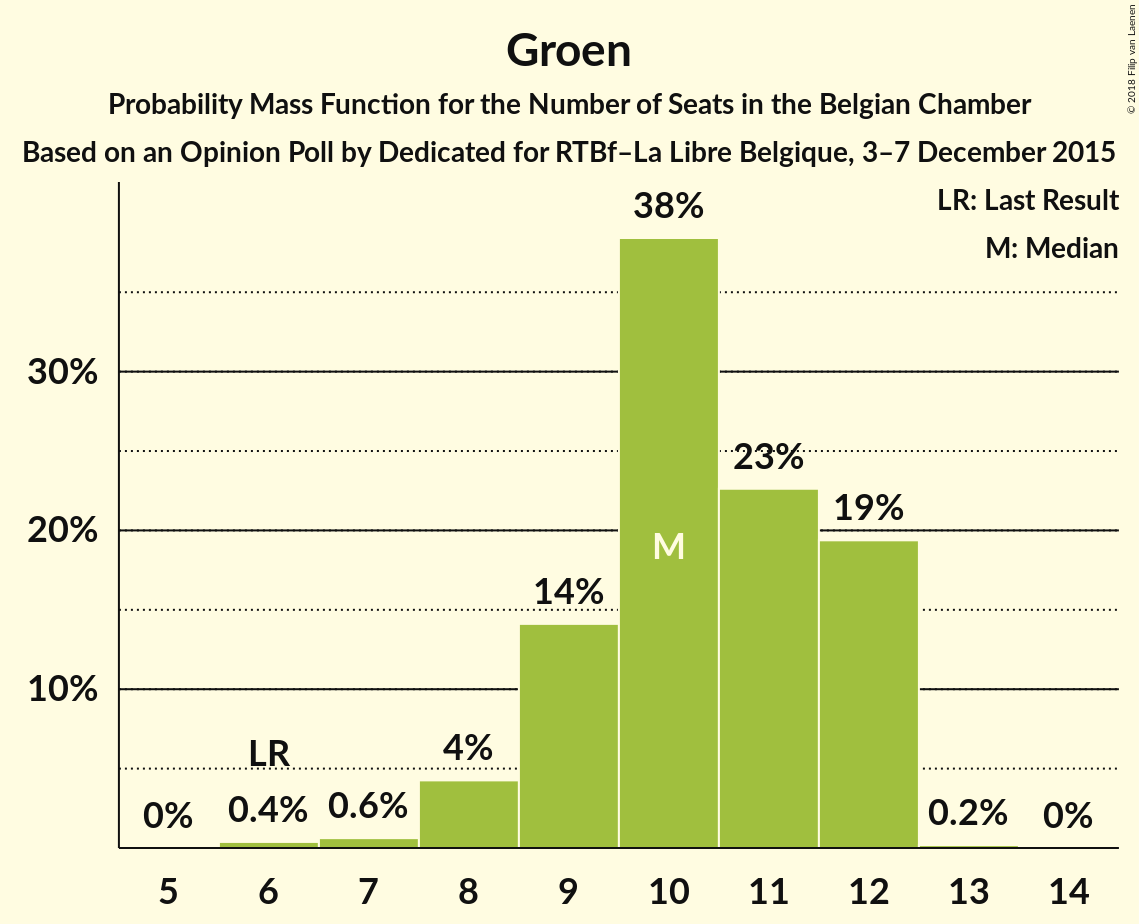 Groen
Probability Mass Function for the Number of Seats in the Belgian Chamber
Based on an Opinion Poll by Dedicated for RTBf–La Libre Belgique, 3–7 December 2015
© 2018 Filip van Laenen
LR: Last Result
M: Median
38%
30%
23%
20%
19%
M
14%
10%
LR
4%
0%
0.4%
0.6%
0.2%
0%
5 6 7 8 9 10 11 12 13 14